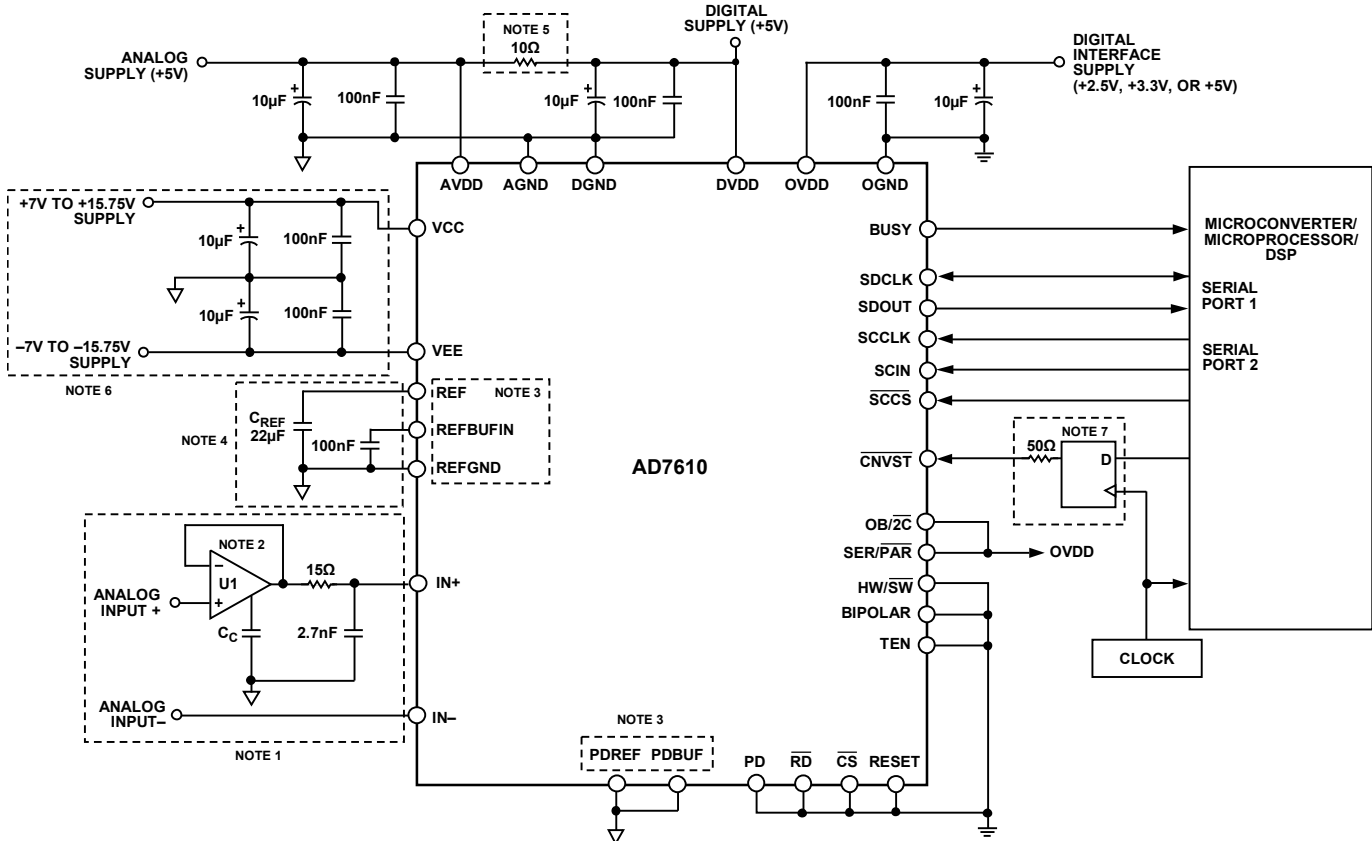 ANALOG
SUPPLY (+5V)
NOTE 5
10Ω
DIGITAL
SUPPLY (+5V)
DIGITAL
INTERFACE
SUPPLY
(+2.5V, +3.3V, OR +5V)
10µF
+
100nF
10µF
+
100nF
100nF
10µF
+
AVDD
AGND
DGND
DVDD
OVDD
OGND
+7V TO +15.75V
SUPPLY
10µF
+
100nF
10µF
+
100nF
–7V TO –15.75V
SUPPLY
NOTE 6
VCC
VEE
NOTE 4
CREF
22µF
100nF
REF
REFBUFIN
REFGND
NOTE 3
AD7610
NOTE 2
–
U1
+
15Ω
ANALOG
INPUT +
CC
2.7nF
ANALOG
INPUT–
NOTE 1
IN+
IN–
NOTE 3
PDREF
PDBUF
PD
RD
CS
RESET
BUSY
SDCLK
SDOUT
SCCLK
SCIN
SCCS
CNVST
OB/2C
SER/PAR
HW/SW
BIPOLAR
TEN
OVDD
NOTE 7
50Ω
D
MICROCONVERTER/
MICROPROCESSOR/
DSP
SERIAL
PORT 1
SERIAL
PORT 2
CLOCK